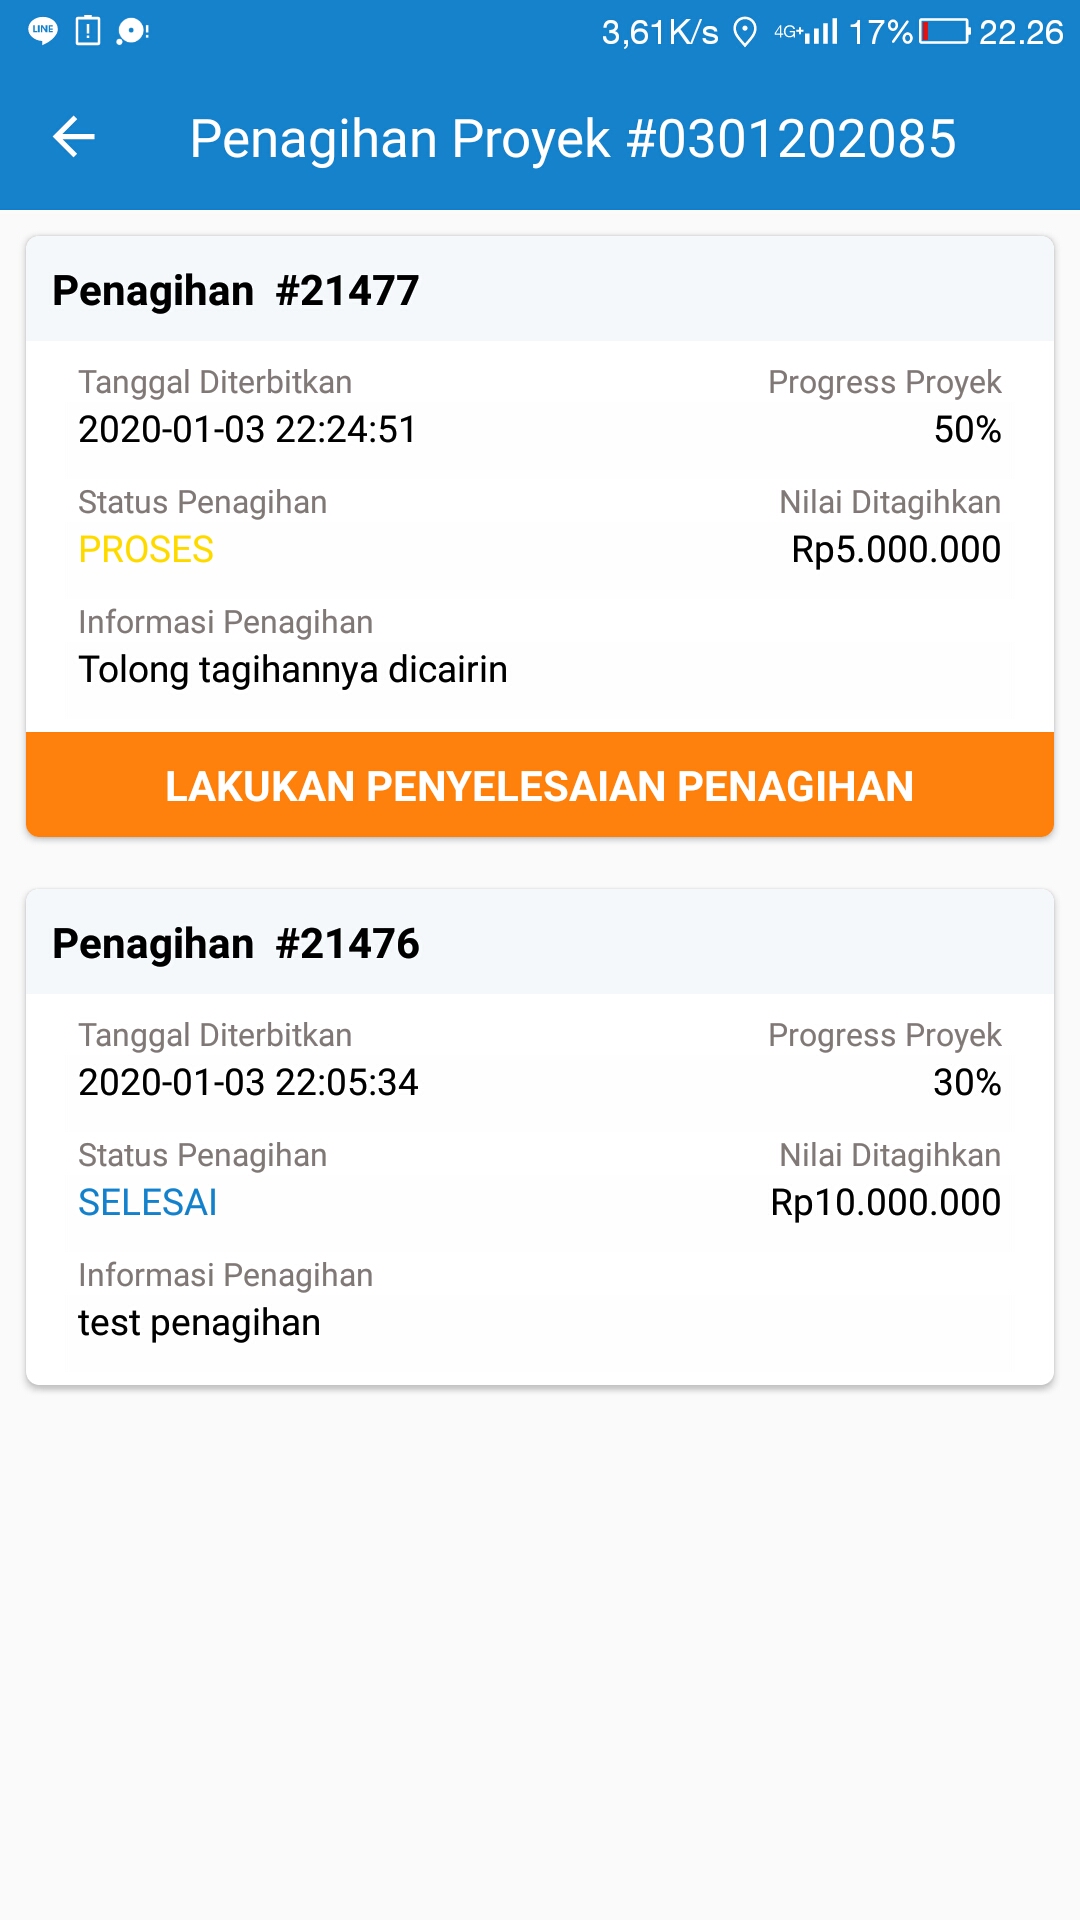 LINE
3,61K/s 4G+ 17% 22.26
Penagihan Proyek #0301202085
Penagihan #21477
Tanggal Diterbitkan Progress Proyek
2020-01-03 22:24:51 50%
Status Penagihan Nilai Ditagihkan
PROSES Rp5.000.000
Informasi Penagihan
Tolong tagihannya dicairin
LAKUKAN PENYELESAIAN PENAGIHAN
Penagihan #21476
Tanggal Diterbitkan Progress Proyek
2020-01-03 22:05:34 30%
Status Penagihan Nilai Ditagihkan
SELESAI Rp10.000.000
Informasi Penagihan
test penagihan